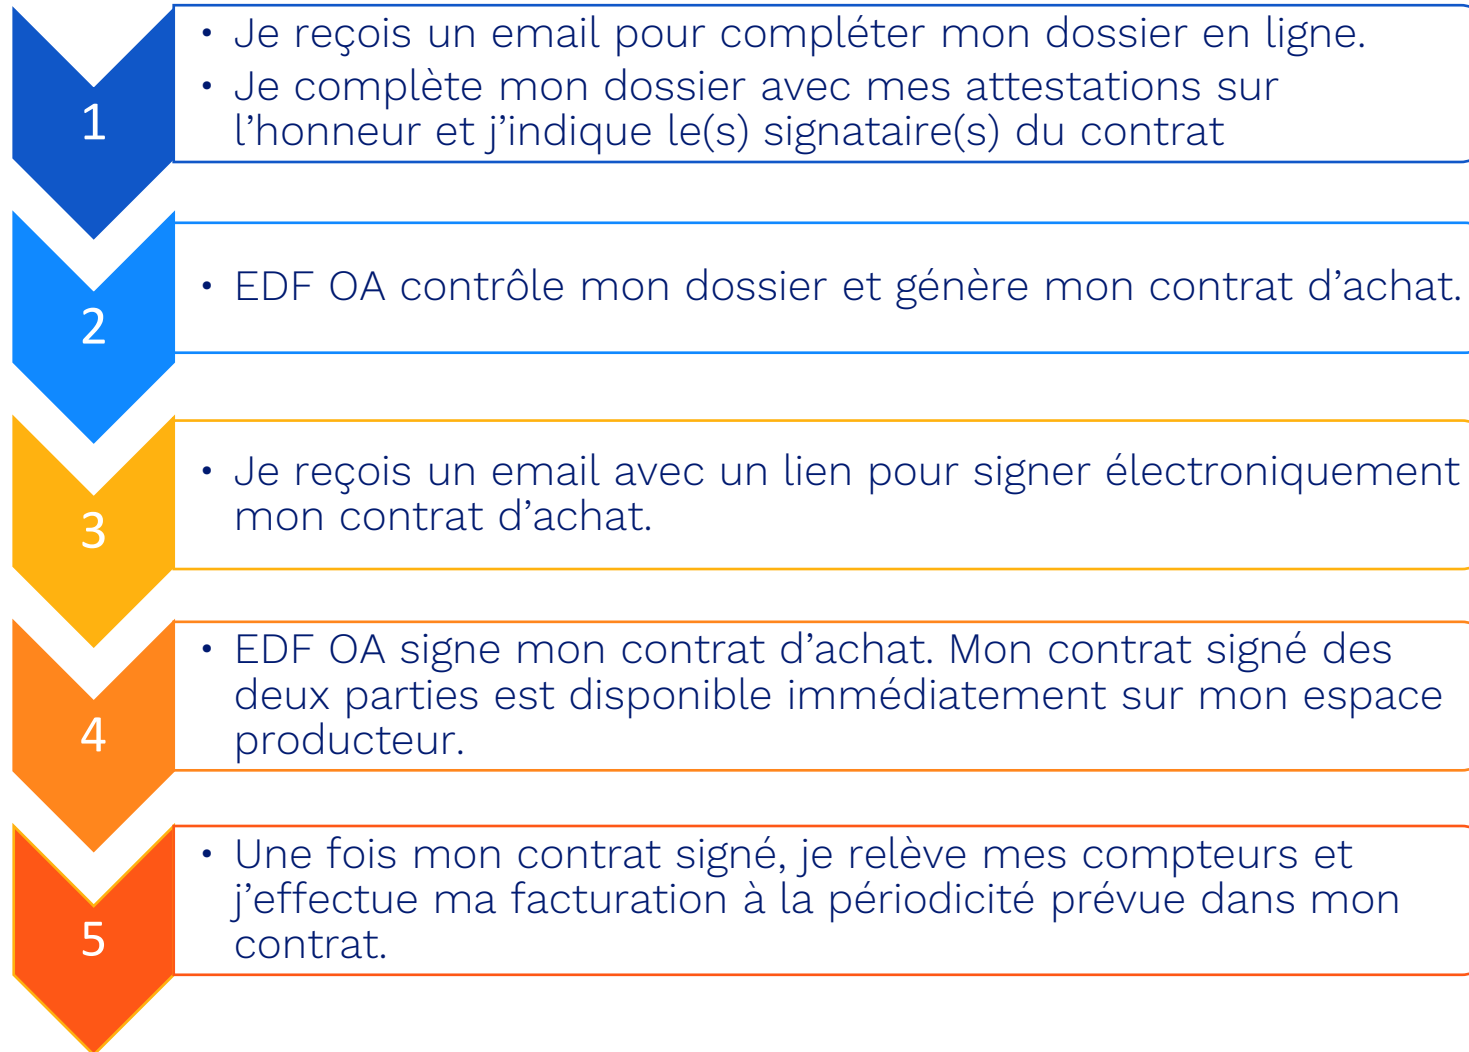 1
• Je reçois un email pour compléter mon dossier en ligne.
• Je complète mon dossier avec mes attestations sur
l’honneur et j’indique le(s) signataire(s) du contrat
2
• EDF OA contrôle mon dossier et génère mon contrat d’achat.
3
• Je reçois un email avec un lien pour signer électroniquement
mon contrat d’achat.
4
• EDF OA signe mon contrat d’achat. Mon contrat signé des
deux parties est disponible immédiatement sur mon espace
producteur.
5
• Une fois mon contrat signé, je relève mes compteurs et
j’effectue ma facturation à la périodicité prévue dans mon
contrat.